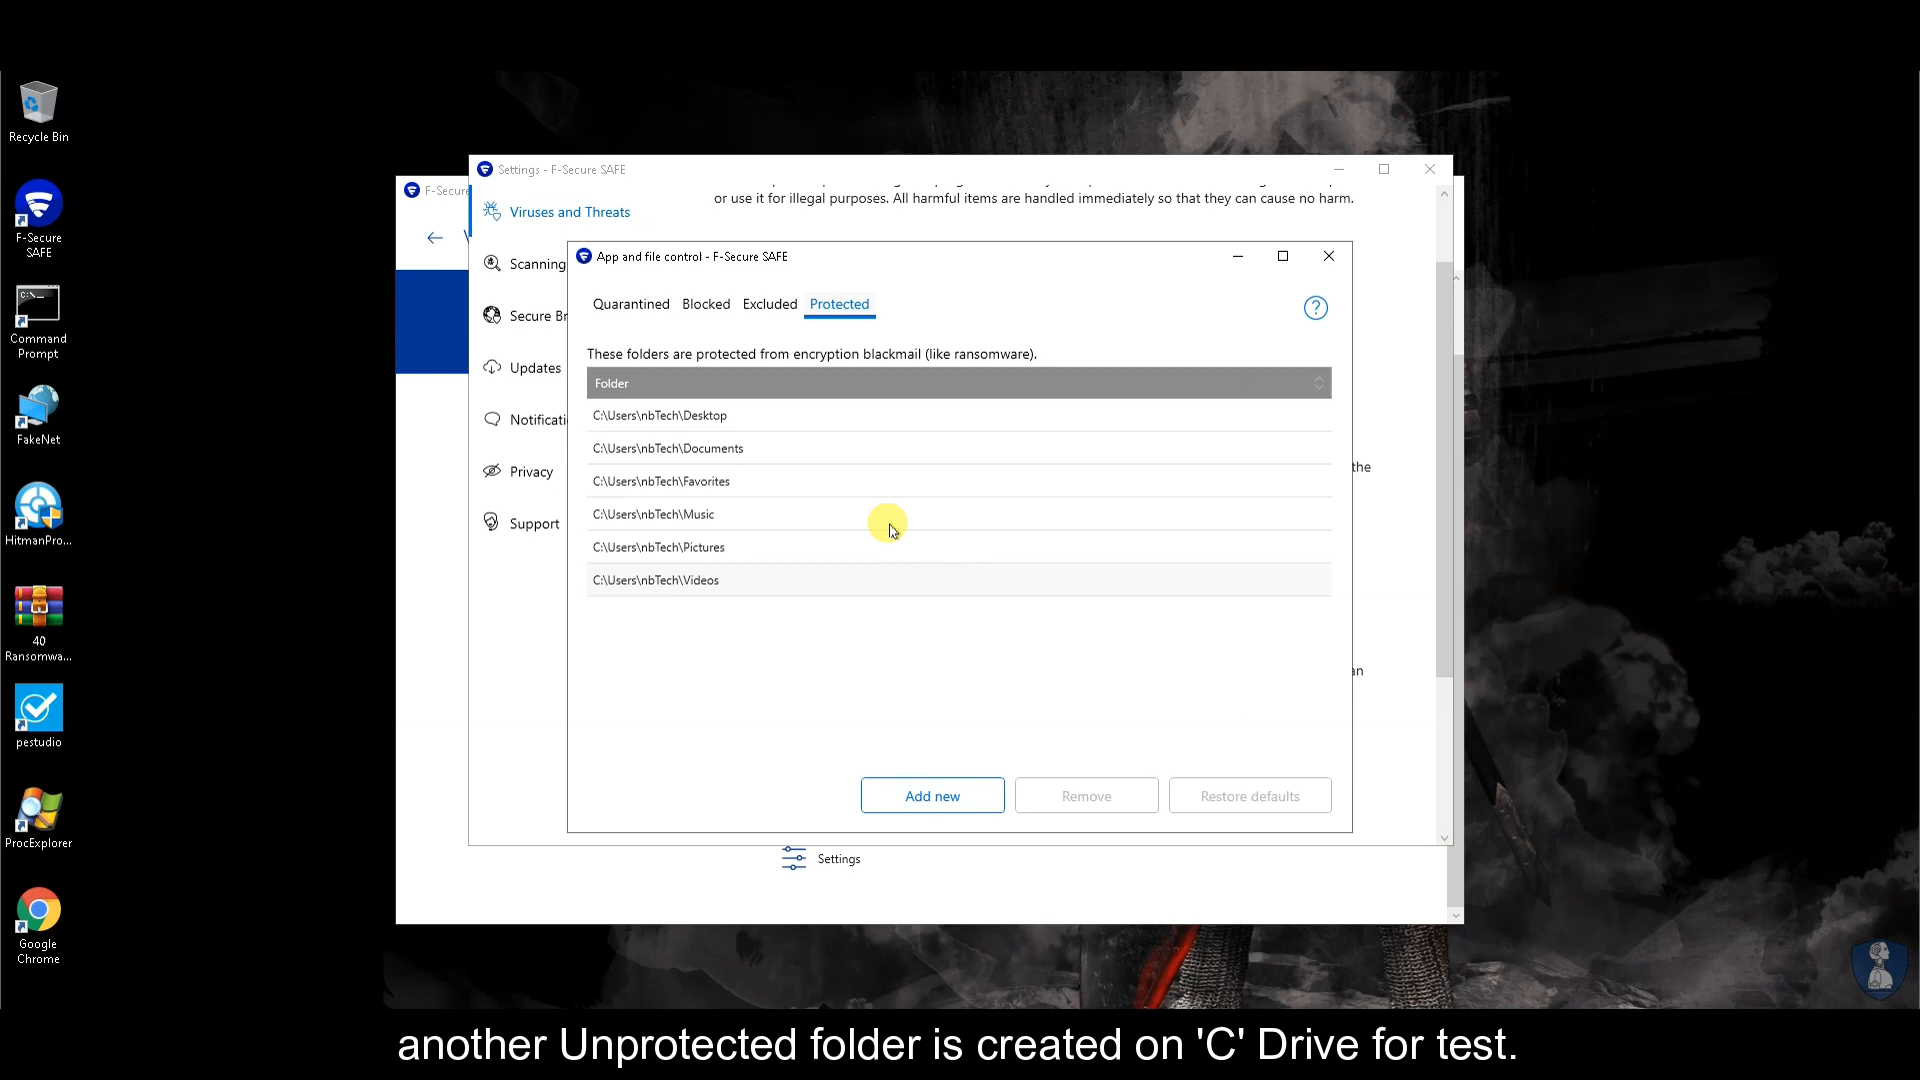 Recycle Bin
F-Secure
SAFE
Command
Prompt
FakeNet
HitmanPro...
40
Ransomwa...
pestudio
ProcExplorer
Google
Chrome
F-Secure
Settings - F-Secure SAFE
Viruses and Threats
Scanning
Secure Br
Updates
Notificati
Privacy
Support
or use it for illegal purposes. All harmful items are handled immediately so that they can cause no harm.
the
an
App and file control - F-Secure SAFE
Quarantined Blocked Excluded Protected
?
These folders are protected from encryption blackmail (like ransomware).
Folder
C:\Users\nbTech\Desktop
C:\Users\nbTech\Documents
C:\Users\nbTech\Favorites
C:\Users\nbTech\Music
C:\Users\nbTech\Pictures
C:\Users\nbTech\Videos
Add new Remove Restore defaults
Settings
another Unprotected folder is created on 'C' Drive for test.